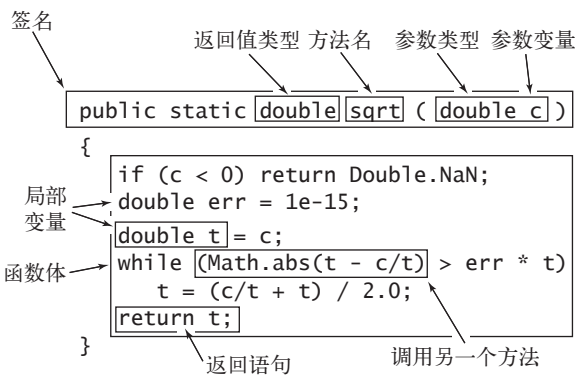 签名
返回值类型 方法名 参数类型 参数变量
public static double sqrt ( double c )
{
if (c < 0) return Double.NaN;
double err = 1e-15;
局部
变量
double t = c;
while (Math.abs(t - c/t) > err * t)
函数体
t = (c/t + t) / 2.0;
return t;
}
返回语句
调用另一个方法